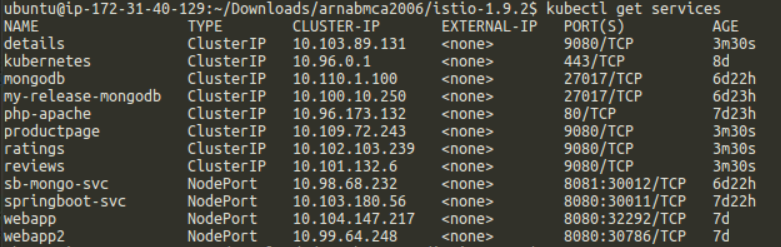 ubuntu@ip-172-31-40-129:~/Downloads/arnabmca2006/istio-1.9.2$ kubectl get services
NAME TYPE CLUSTER-IP EXTERNAL-IP PORT(S) AGE
details ClusterIP 10.103.89.131 <none> 9080/TCP 3m30s
kubernetes ClusterIP 10.96.0.1 <none> 443/TCP 8d
mongodb ClusterIP 10.110.1.100 <none> 27017/TCP 6d22h
my-release-mongodb ClusterIP 10.100.10.250 <none> 27017/TCP 6d23h
php-apache ClusterIP 10.96.173.132 <none> 80/TCP 7d23h
productpage ClusterIP 10.109.72.243 <none> 9080/TCP 3m30s
ratings ClusterIP 10.102.103.239 <none> 9080/TCP 3m30s
reviews ClusterIP 10.101.132.6 <none> 9080/TCP 3m30s
sb-mongo-svc NodePort 10.98.68.232 <none> 8081:30012/TCP 6d22h
springboot-svc NodePort 10.103.180.56 <none> 8080:30011/TCP 7d22h
webapp NodePort 10.104.147.217 <none> 8080:32292/TCP 7d
webapp2 NodePort 10.99.64.248 <none> 8080:30786/TCP 7d